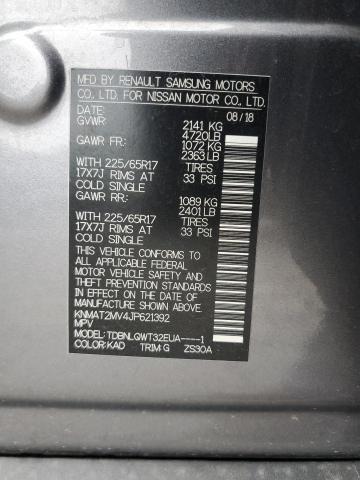 MFD BY RENAULT SAMSUNG MOTORS
CO., LTD. FOR NISSAN MOTOR CO., LTD.
DATE: 08/18
GVWR 2141 KG
4720LB
GAWR FR: 1072 KG
2363LB
WITH 225/65R17 TIRES
17X7J RIMS AT 33 PSI
COLD SINGLE
GAWR RR: 1089 KG
2401LB
WITH 225/65R17 TIRES
17X7J RIMS AT 33 PSI
COLD SINGLE
THIS VEHICLE CONFORMS TO
ALL APPLICABLE FEDERAL
MOTOR VEHICLE SAFETY AND
THEFT PREVENTION STANDARDS
IN EFFECT ON THE DATE OF
MANUFACTURE SHOWN ABOVE.
KNMAT2MV4JP621392
MPV
MODEL: TDBNLQWT32EUA----1
COLOR: KAD TRIM G ZS30A